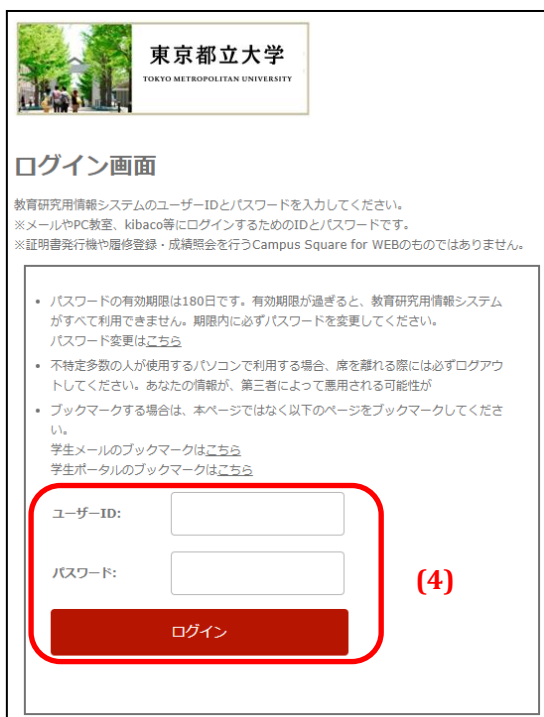 東京都立大学
TOKYO METROPOLITAN UNIVERSITY
ログイン画面
教育研究用情報システムのユーザーIDとパスワードを入力してください。
※メールやPC教室、kibaco等にログインするためのIDとパスワードです。
※証明書発行機や履修登録・成績照会を行うCampus Square for WEBのものではありません。
• パスワードの有効期限は180日です。有効期限が過ぎると、教育研究用情報システム
がすべて利用できません。期限内に必ずパスワードを変更してください。
パスワード変更はこちら
• 不特定多数の人が使用するパソコンで利用する場合、席を離れる際には必ずログアウ
トしてください。あなたの情報が、第三者によって悪用される可能性が
• ブックマークする場合は、本ページではなく以下のページをブックマークしてくださ
い。
学生メールのブックマークはこちら
学生ポータルのブックマークはこちら
ユーザーID:
パスワード:
(4)
ログイン